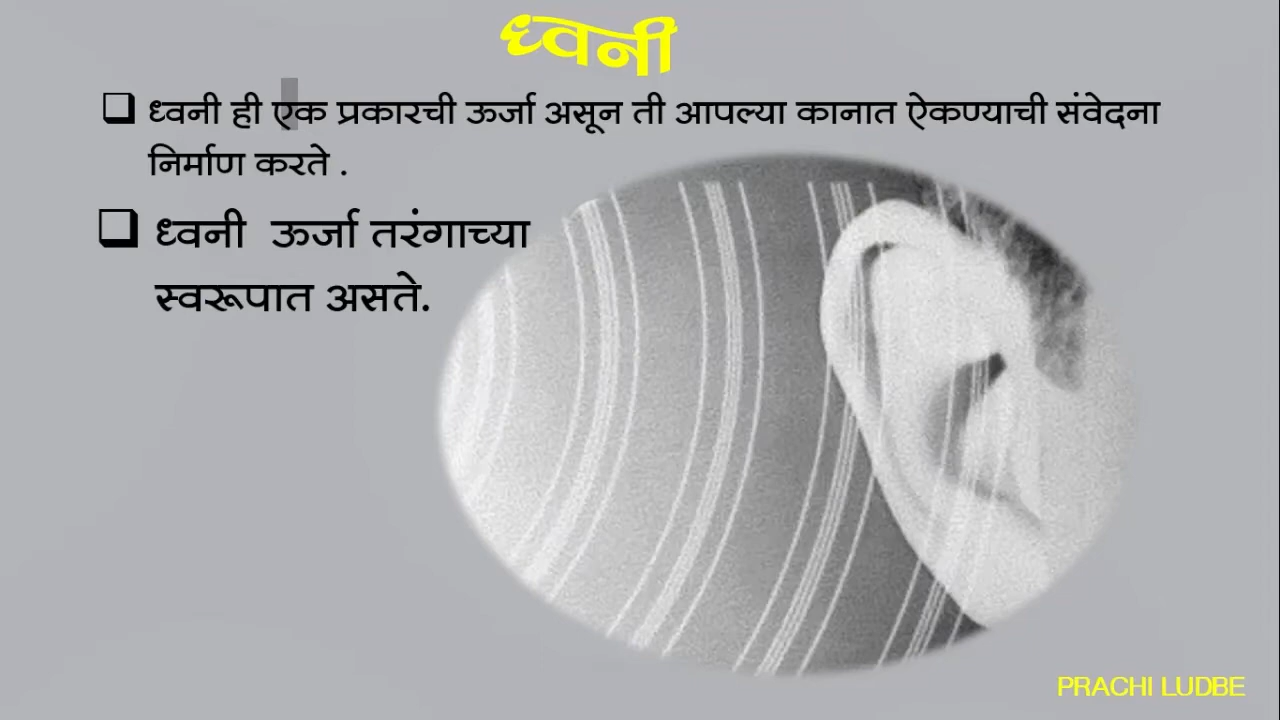 ध्वनी
ध्वनी ही एक प्रकारची ऊर्जा असून ती आपल्या कानात ऐकण्याची संवेदना
निर्माण करते .
ध्वनी ऊर्जा तरंगाच्या
स्वरूपात असते.
PRACHI LUDBE